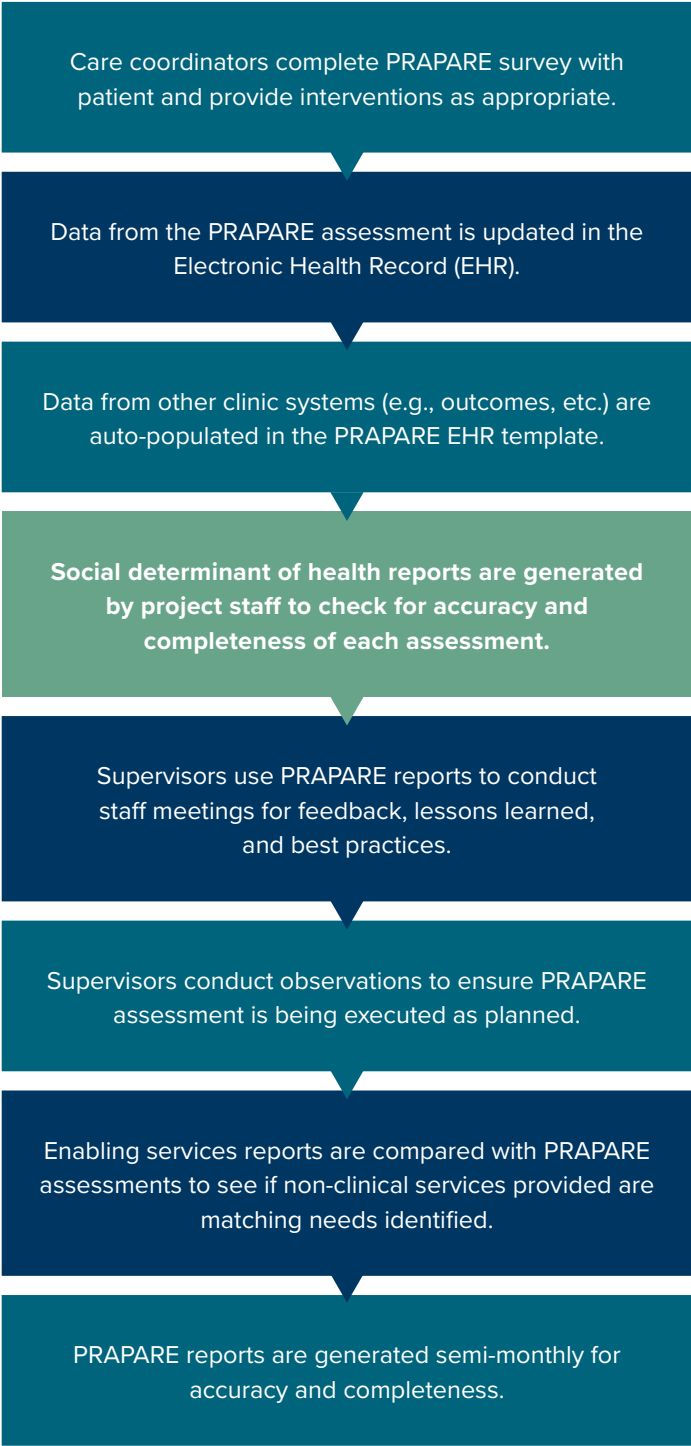 Care coordinators complete PRAPARE survey with
patient and provide interventions as appropriate.
Data from the PRAPARE assessment is updated in the
Electronic Health Record (EHR).
Data from other clinic systems (e.g., outcomes, etc.) are
auto-populated in the PRAPARE EHR template.
Social determinant of health reports are generated
by project staff to check for accuracy and
completeness of each assessment.
Supervisors use PRAPARE reports to conduct
staff meetings for feedback, lessons learned,
and best practices.
Supervisors conduct observations to ensure PRAPARE
assessment is being executed as planned.
Enabling services reports are compared with PRAPARE
assessments to see if non-clinical services provided are
matching needs identified.
PRAPARE reports are generated semi-monthly for
accuracy and completeness.